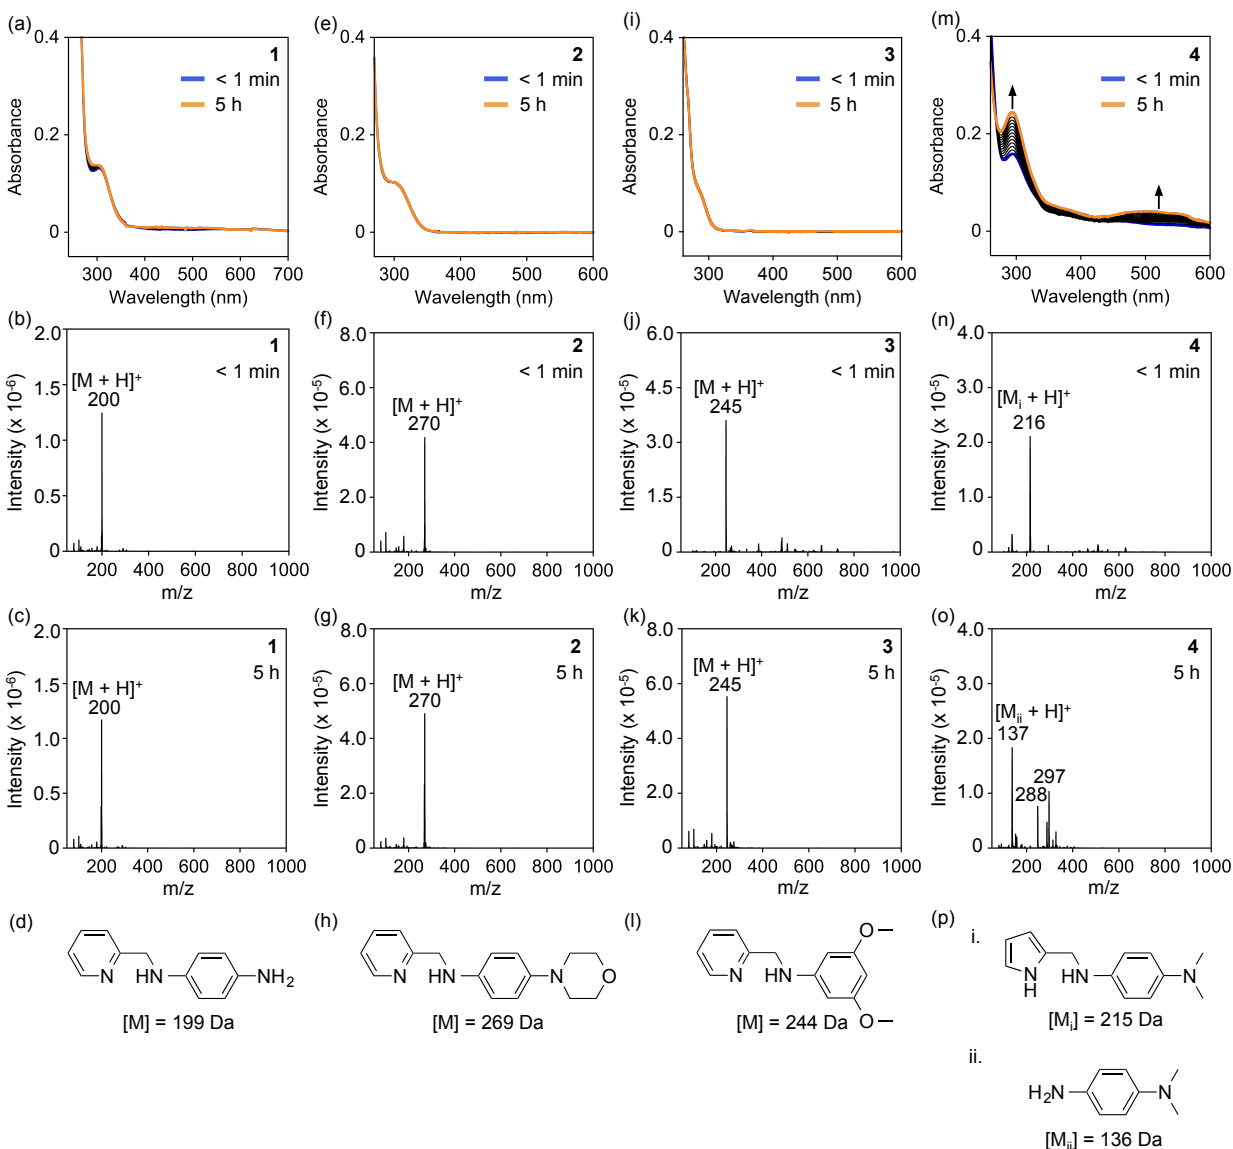 (a)
0.4
0.2
0
Absorbance
1
< 1 min
5 h
300 400 500 600 700
Wavelength (nm)
(e)
0.4
0.2
0
Absorbance
2
< 1 min
5 h
300 400 500 600
Wavelength (nm)
(i)
0.4
0.2
0
Absorbance
3
< 1 min
5 h
300 400 500 600
Wavelength (nm)
(m)
0.4
0.2
0
Absorbance
4
< 1 min
5 h
300 400 500 600
Wavelength (nm)
(b)
2.0
1.5
1.0
0.5
0
Intensity (x 10⁻⁶)
1
< 1 min
[M + H]⁺
200
200 400 600 800 1000
m/z
(f)
8.0
6.0
4.0
2.0
0
Intensity (x 10⁻⁵)
2
< 1 min
[M + H]⁺
270
200 400 600 800 1000
m/z
(j)
6.0
4.5
3.0
1.5
0
Intensity (x 10⁻⁵)
3
< 1 min
[M + H]⁺
245
200 400 600 800 1000
m/z
(n)
4.0
3.0
2.0
1.0
0
Intensity (x 10⁻⁵)
4
< 1 min
[Mᵢ + H]⁺
216
200 400 600 800 1000
m/z
(c)
2.0
1.5
1.0
0.5
0
Intensity (x 10⁻⁶)
1
5 h
[M + H]⁺
200
200 400 600 800 1000
m/z
(g)
8.0
6.0
4.0
2.0
0
Intensity (x 10⁻⁵)
2
5 h
[M + H]⁺
270
200 400 600 800 1000
m/z
(k)
8.0
6.0
4.0
2.0
0
Intensity (x 10⁻⁵)
3
5 h
[M + H]⁺
245
200 400 600 800 1000
m/z
(o)
4.0
3.0
2.0
1.0
0
Intensity (x 10⁻⁵)
4
5 h
[Mᵢᵢ + H]⁺
137
297
288
200 400 600 800 1000
m/z
(d)
N
HN
NH₂
[M] = 199 Da
(h)
N
HN
N
O
[M] = 269 Da
(l)
N
HN
O
O
[M] = 244 Da
(p)
i.
N
H
HN
N
[Mᵢ] = 215 Da
ii.
H₂N
N
[Mᵢᵢ] = 136 Da